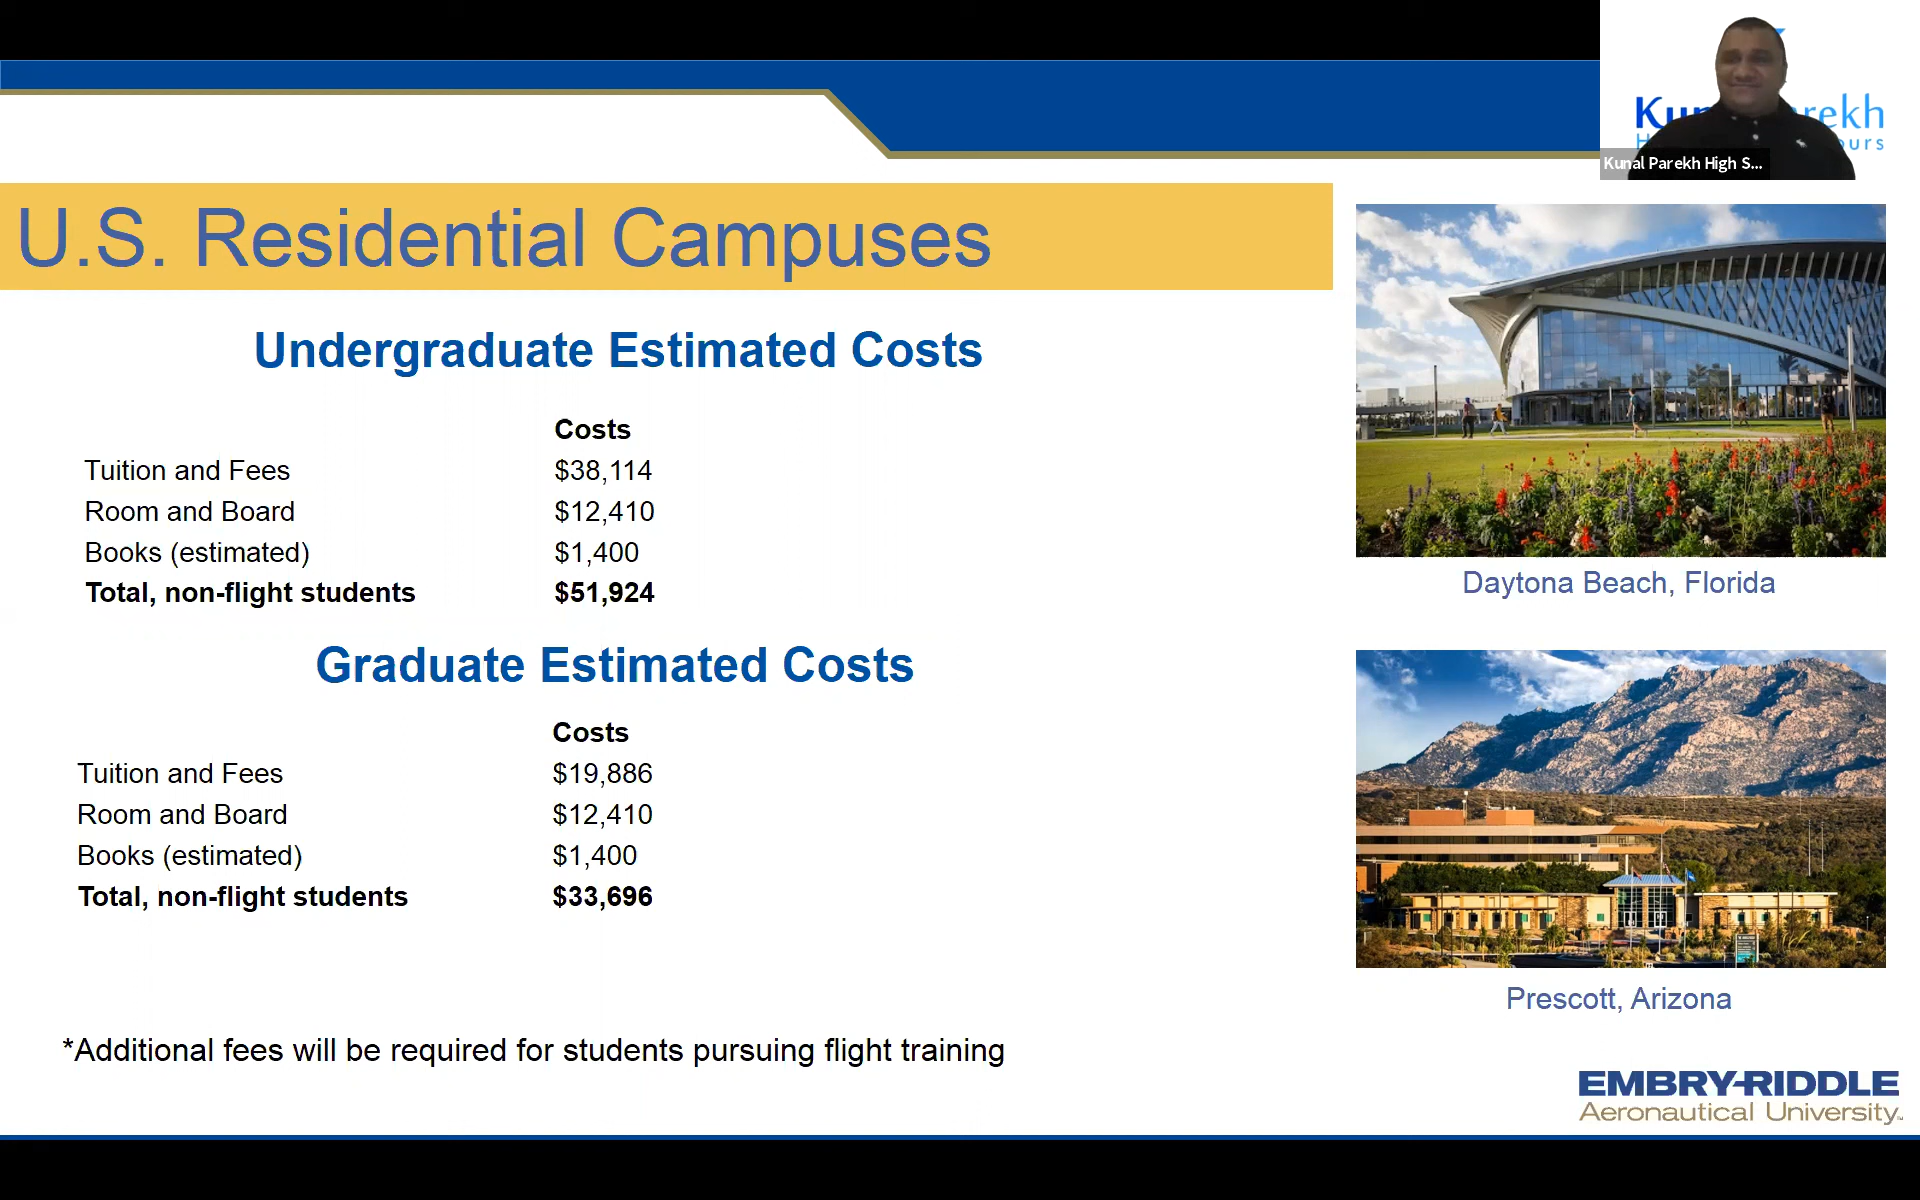 U.S. Residential Campuses
Undergraduate Estimated Costs
Costs
Tuition and Fees $38,114
Room and Board $12,410
Books (estimated) $1,400
Total, non-flight students $51,924
Graduate Estimated Costs
Costs
Tuition and Fees $19,886
Room and Board $12,410
Books (estimated) $1,400
Total, non-flight students $33,696
*Additional fees will be required for students pursuing flight training
Kunal Parekh High S...
Daytona Beach, Florida
Prescott, Arizona
EMBRY-RIDDLE
Aeronautical University